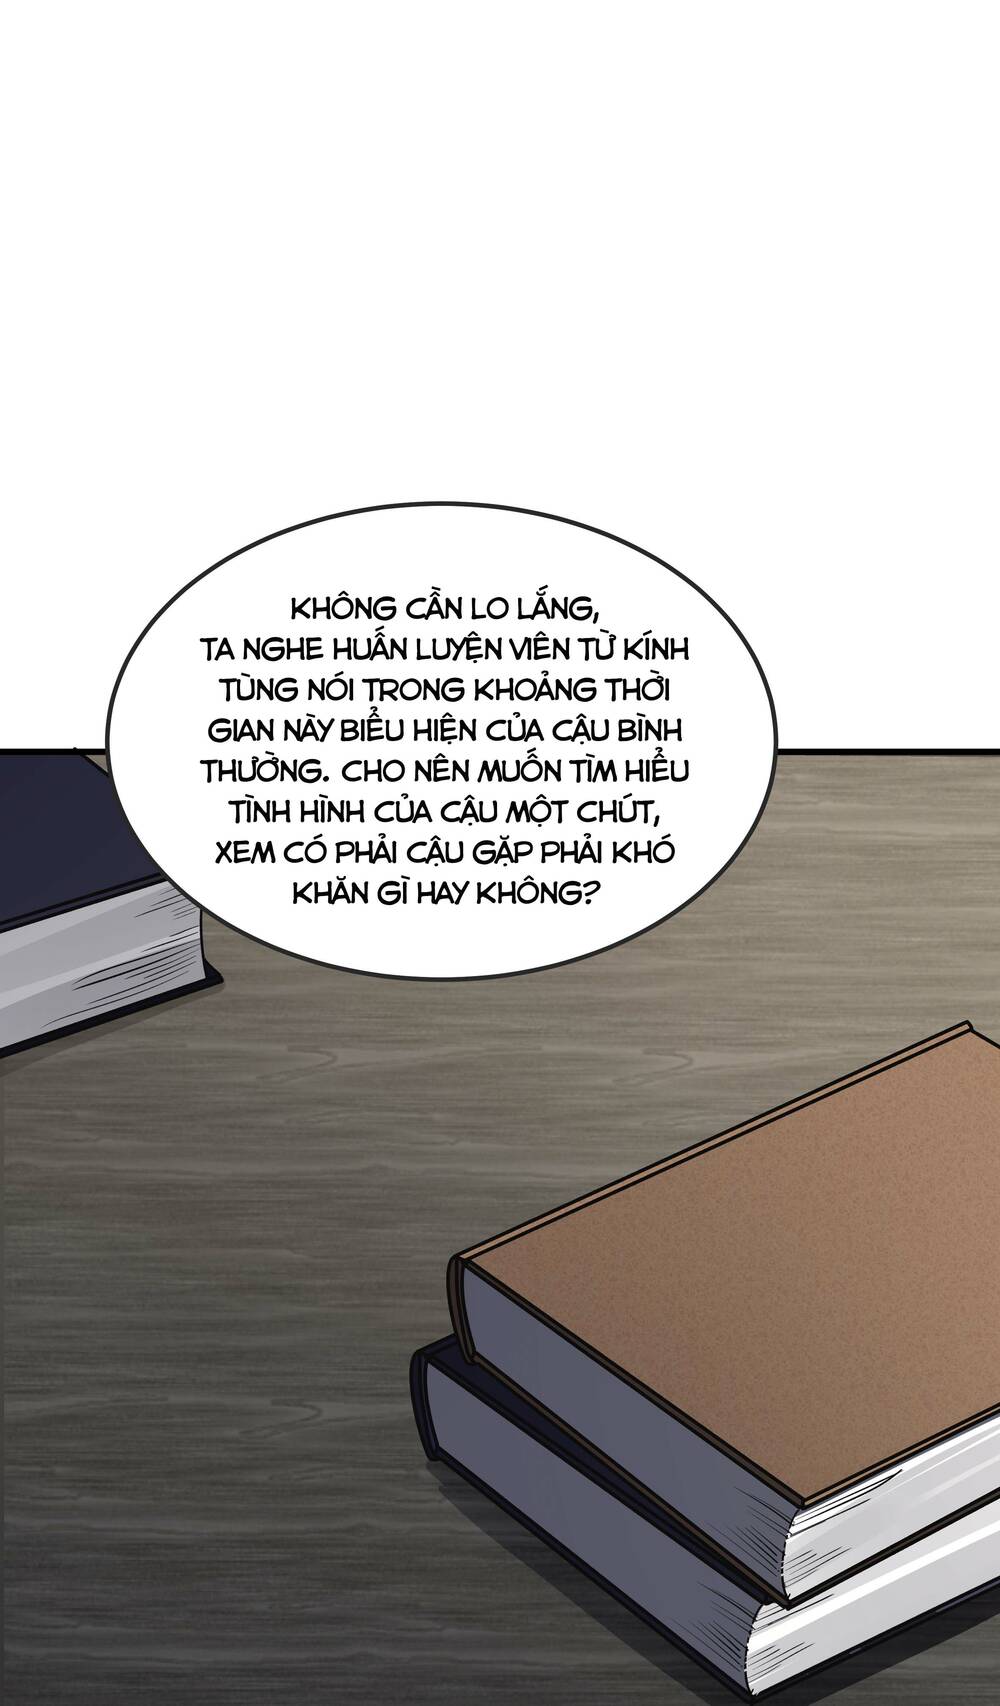 KHÔNG CẦN LO LẮNG,
TA NGHE HUẤN LUYỆN VIÊN TỪ KÍNH
TÙNG NÓI TRONG KHOẢNG THỜI
GIAN NÀY BIỂU HIỆN CỦA CẬU BÌNH
THƯỜNG. CHO NÊN MUỐN TÌM HIỂU
TÌNH HÌNH CỦA CẬU MỘT CHÚT,
XEM CÓ PHẢI CẬU GẶP PHẢI KHÓ
KHĂN GÌ HAY KHÔNG?